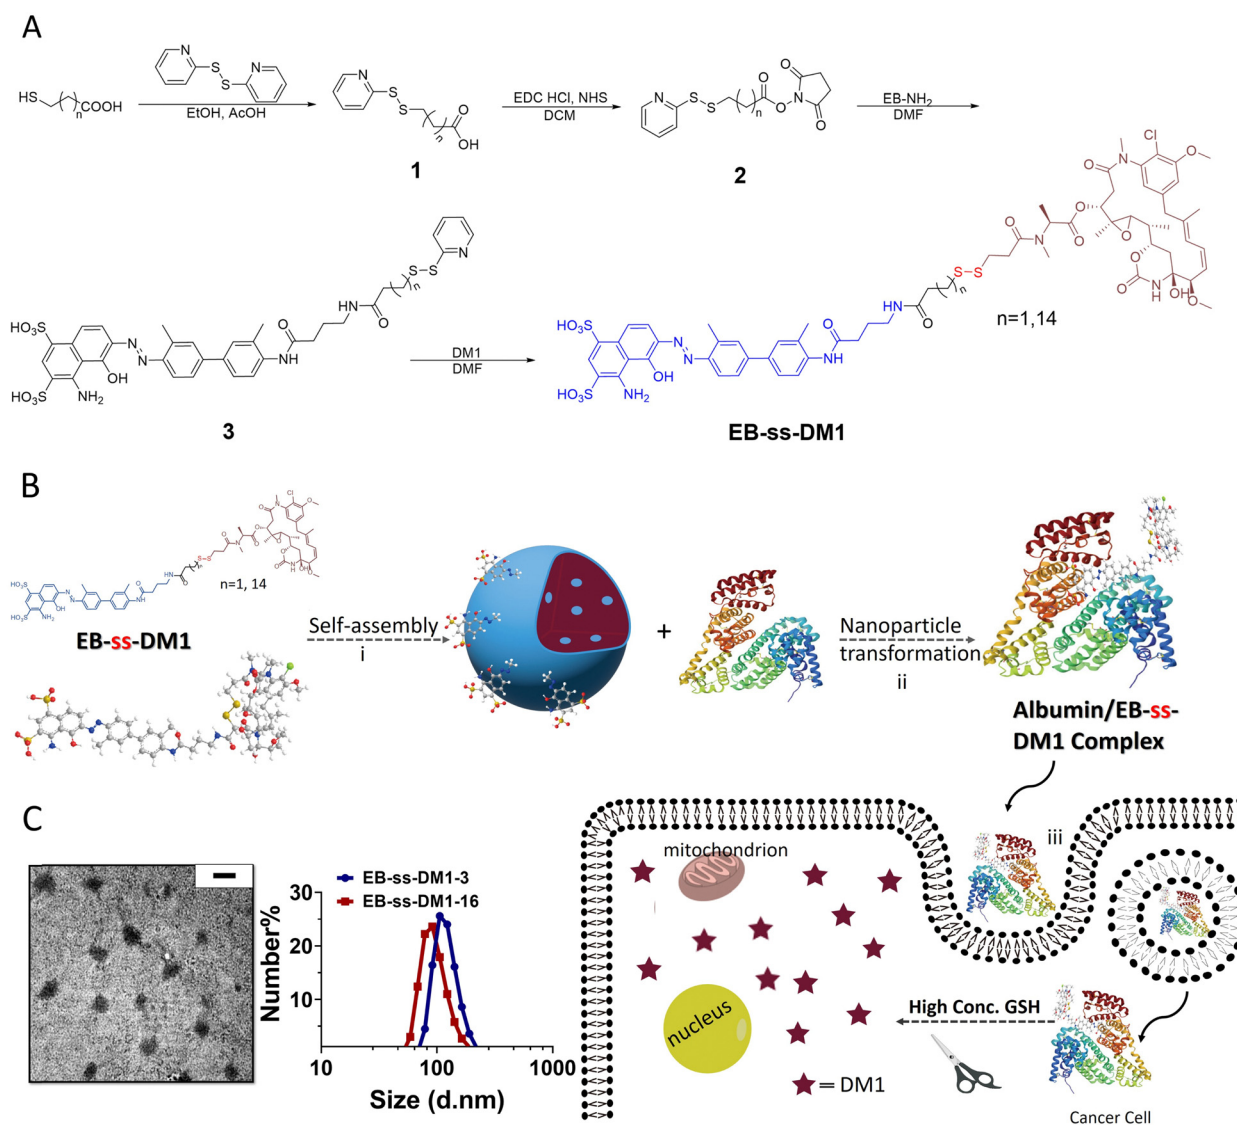 A
HS
COOH
n
N
S
S
N
EtOH, AcOH
N
S
S
O
OH
n
1
EDC HCl, NHS
DCM
N
S
S
n
O
O
N
O
O
2
EB-NH2
DMF
Cl
N
O
O
O
O
O
N
O
O
O
O
N
H
OH
O
S
S
n
HN
O
n=1,14
N
S
S
n
HN
O
O
NH
HO3S
HO3S
N
N
OH
NH2
3
DM1
DMF
HO3S
HO3S
N
N
OH
NH2
O
NH
EB-ss-DM1
B
n=1, 14
EB-ss-DM1
Self-assembly
i
+
Nanoparticle
transformation
ii
Albumin/EB-ss-
DM1 Complex
C
30
20
10
Number%
EB-ss-DM1-3
EB-ss-DM1-16
10
100
1000
Size (d.nm)
mitochondrion
iii
nucleus
High Conc. GSH
= DM1
Cancer Cell